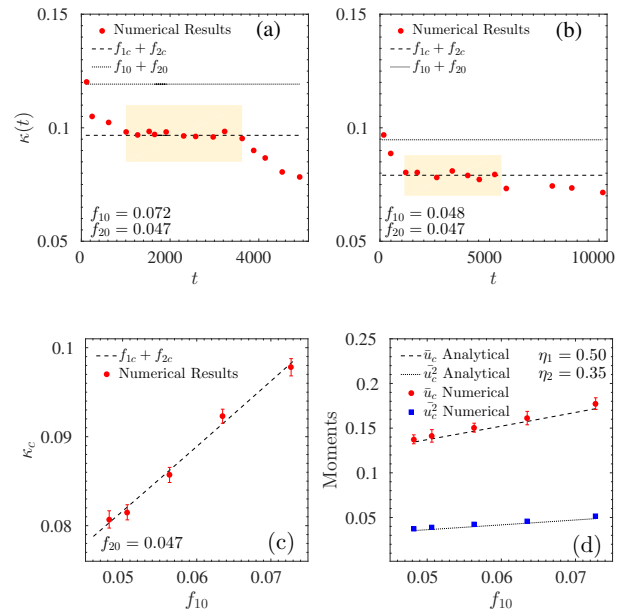 Numerical Results
f₁c + f₂c
f₁₀ + f₂₀
(a)
0.15
0.1
0.05
κ(t)
f₁₀ = 0.072
f₂₀ = 0.047
0
2000
4000
t
Numerical Results
f₁c + f₂c
f₁₀ + f₂₀
(b)
0.15
0.1
0.05
f₁₀ = 0.048
f₂₀ = 0.047
0
5000
10000
t
f₁c + f₂c
Numerical Results
0.1
0.09
0.08
κc
f₂₀ = 0.047
(c)
0.05
0.06
0.07
f₁₀
ūc Analytical
ūc² Analytical
ūc Numerical
ūc² Numerical
η₁ = 0.50
η₂ = 0.35
0.25
0.2
0.15
0.1
0.05
Moments
(d)
0.05
0.06
0.07
f₁₀